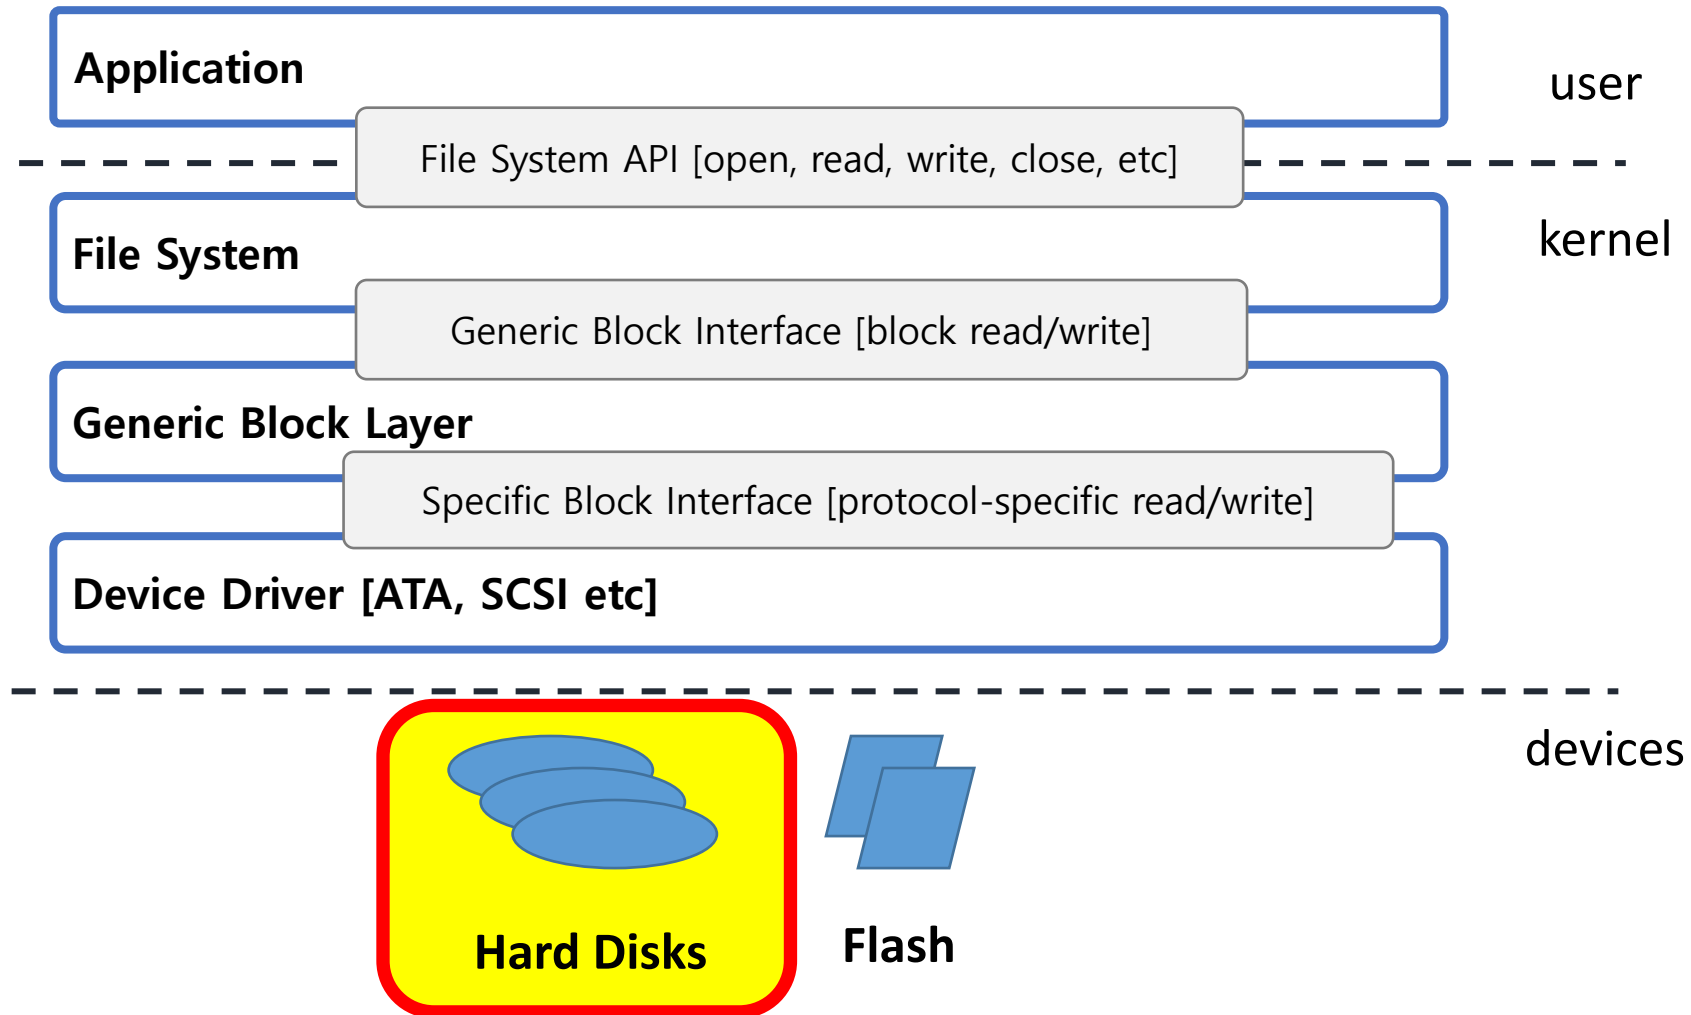 Application
user
File System API [open, read, write, close, etc]
File System
kernel
Generic Block Interface [block read/write]
Generic Block Layer
Specific Block Interface [protocol-specific read/write]
Device Driver [ATA, SCSI etc]
devices
Hard Disks
Flash